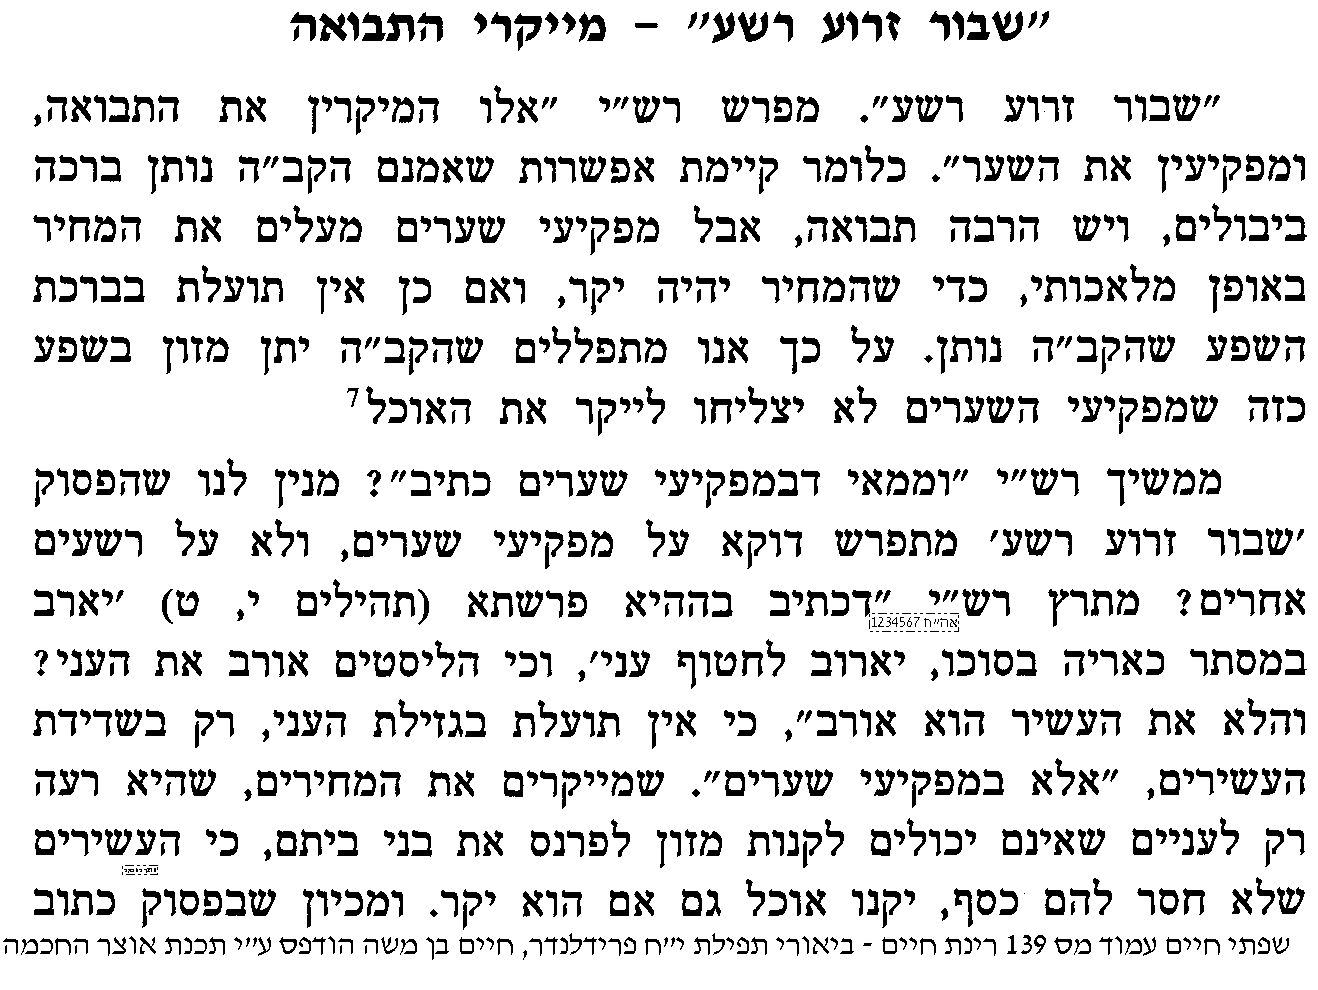 "שבור זרוע רשע" – מייקרי התבואה
"שבור זרוע רשע". מפרש רש"י "אלו המיקרין את התבואה,
ומפקיעין את השער". כלומר קיימת אפשרות שאמנם הקב"ה נותן ברכה
ביבולים, ויש הרבה תבואה, אבל מפקיעי שערים מעלים את המחיר
באופן מלאכותי, כדי שהמחיר יהיה יקר, ואם כן אין תועלת בברכת
השפע שהקב"ה נותן. על כך אנו מתפללים שהקב"ה יתן מזון בשפע
כזה שמפקיעי השערים לא יצליחו לייקר את האוכל7
ממשיך רש"י "וממאי דבמפקיעי שערים כתיב"? מנין לנו שהפסוק
'שבור זרוע רשע' מתפרש דוקא על מפקיעי שערים, ולא על רשעים
אחרים? מתרץ רש"י "דכתיב בההיא פרשתא (תהילים י, ט) 'יארב
אה"ח 1234567
במסתר כאריה בסוכו, יארוב לחטוף עני', וכי הליסטים אורב את העני?
והלא את העשיר הוא אורב", כי אין תועלת בגזילת העני, רק בשדידת
העשירים, "אלא במפקיעי שערים". שמייקרים את המחירים, שהיא רעה
רק לעניים שאינם יכולים לקנות מזון לפרנס את בני ביתם, כי העשירים
שלא חסר להם כסף, יקנו אוכל גם אם הוא יקר. ומכיון שבפסוק כתוב
שפתי חיים עמוד מס 139 רינת חיים - ביאורי תפילת י"ח פרידלנדר, חיים בן משה הודפס ע"י תכנת אוצר החכמה